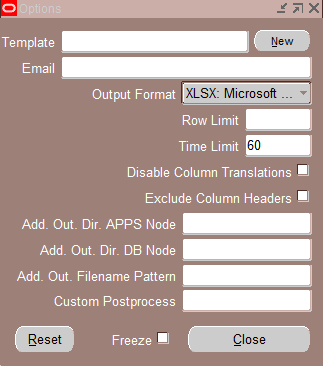 Options
Template
New
Email
Output Format XLSX: Microsoft ...
Row Limit
Time Limit 60
Disable Column Translations
Exclude Column Headers
Add. Out. Dir. APPS Node
Add. Out. Dir. DB Node
Add. Out. Filename Pattern
Custom Postprocess
Reset Freeze Close